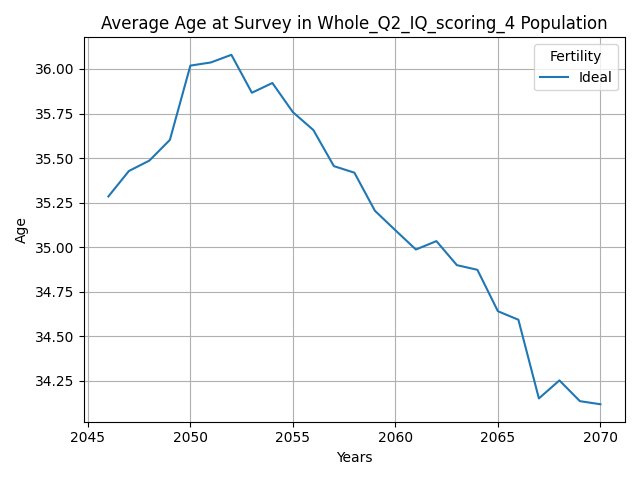 Average Age at Survey in Whole_Q2_IQ_scoring_4 Population
Fertility
Ideal
36.00
35.75
35.50
35.25
35.00
34.75
34.50
34.25
Age
2045
2050
2055
2060
2065
2070
Years